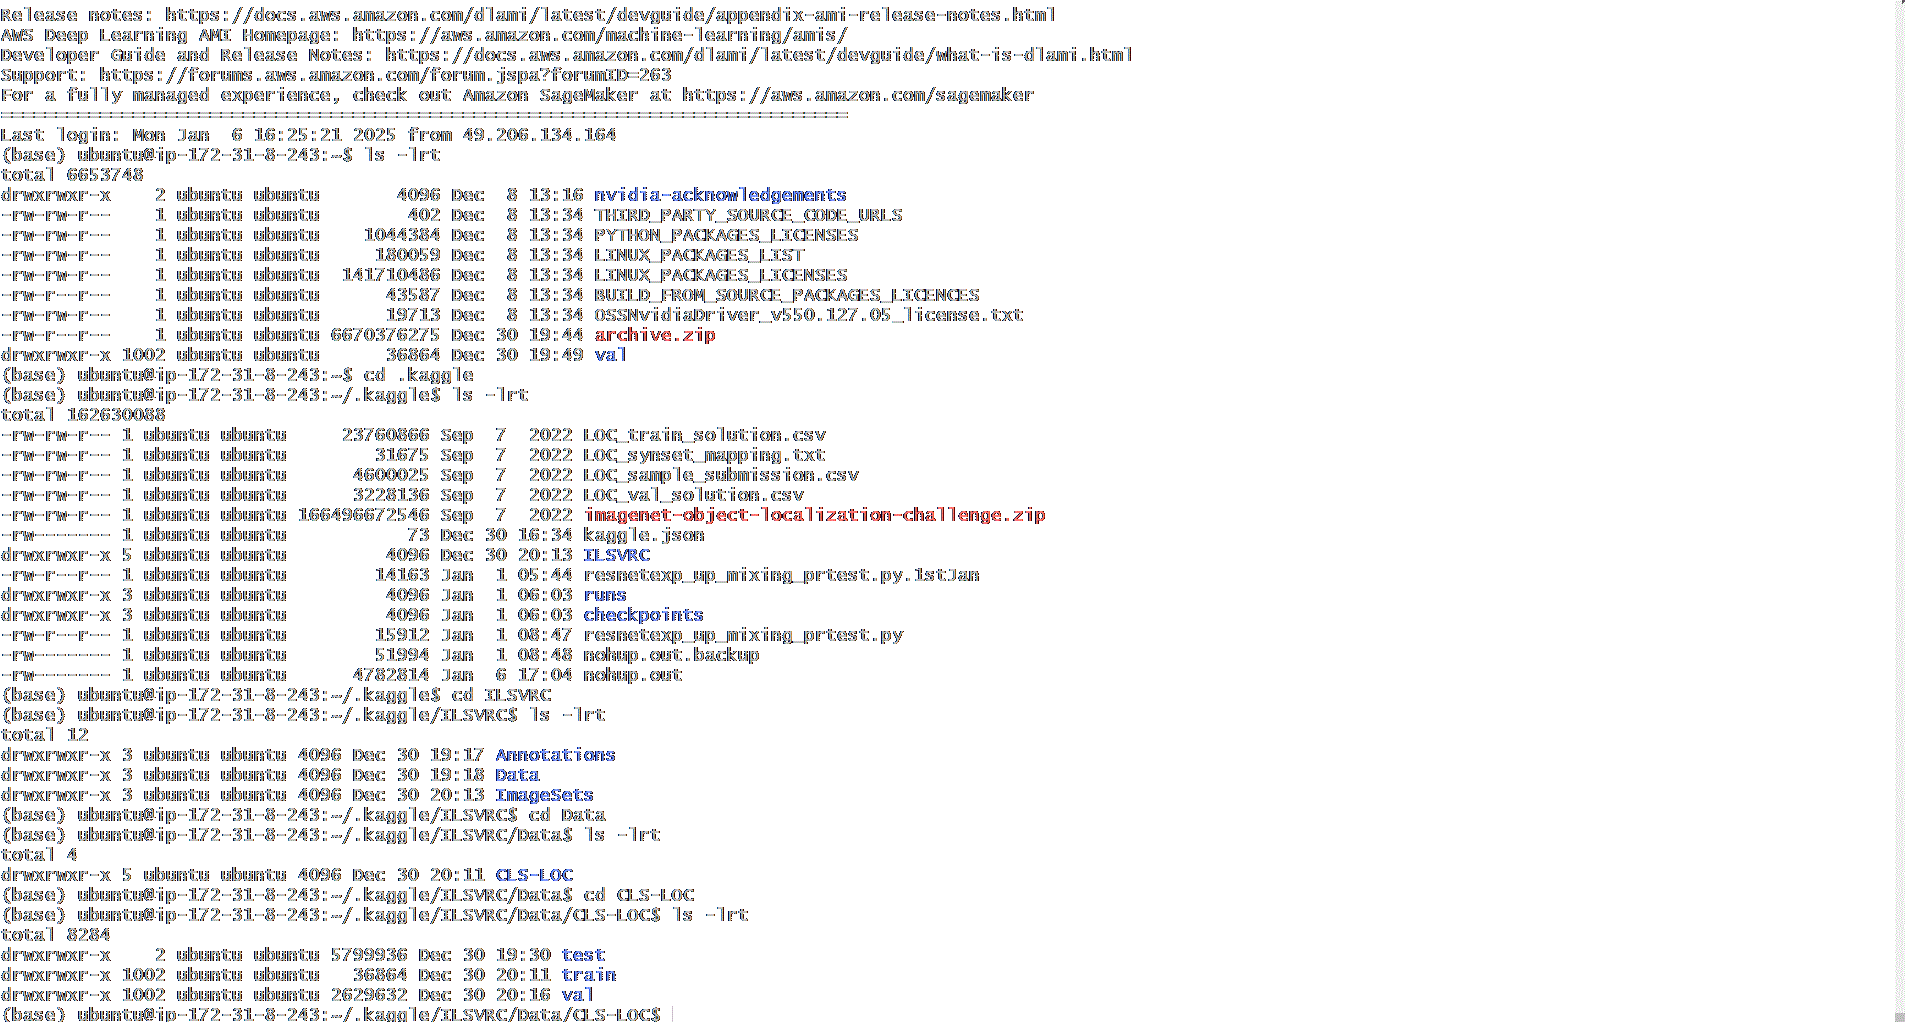 Release notes: https://docs.aws.amazon.com/dlami/latest/devguide/appendix-ami-release-notes.html
AWS Deep Learning AMI Homepage: https://aws.amazon.com/machine-learning/amis/
Developer Guide and Release Notes: https://docs.aws.amazon.com/dlami/latest/devguide/what-is-dlami.html
Support: https://forums.aws.amazon.com/forum.jspa?forumID=263
For a fully managed experience, check out Amazon SageMaker at https://aws.amazon.com/sagemaker
=============================================================================
Last login: Mon Jan  6 16:25:21 2025 from 49.206.134.164
(base) ubuntu@ip-172-31-8-243:~$ ls -lrt
total 6653748
drwxrwxr-x    2 ubuntu ubuntu       4096 Dec  8 13:16 nvidia-acknowledgements
-rw-rw-r--    1 ubuntu ubuntu        402 Dec  8 13:34 THIRD_PARTY_SOURCE_CODE_URLS
-rw-rw-r--    1 ubuntu ubuntu    1044384 Dec  8 13:34 PYTHON_PACKAGES_LICENSES
-rw-rw-r--    1 ubuntu ubuntu     180059 Dec  8 13:34 LINUX_PACKAGES_LIST
-rw-rw-r--    1 ubuntu ubuntu  141710486 Dec  8 13:34 LINUX_PACKAGES_LICENSES
-rw-r--r--    1 ubuntu ubuntu      43587 Dec  8 13:34 BUILD_FROM_SOURCE_PACKAGES_LICENCES
-rw-rw-r--    1 ubuntu ubuntu      19713 Dec  8 13:34 OSSNvidiaDriver_v550.127.05_license.txt
-rw-r--r--    1 ubuntu ubuntu 6670376275 Dec 30 19:44 archive.zip
drwxrwxr-x 1002 ubuntu ubuntu      36864 Dec 30 19:49 val
(base) ubuntu@ip-172-31-8-243:~$ cd .kaggle
(base) ubuntu@ip-172-31-8-243:~/.kaggle$ ls -lrt
total 162630088
-rw-rw-r-- 1 ubuntu ubuntu     23760866 Sep  7  2022 LOC_train_solution.csv
-rw-rw-r-- 1 ubuntu ubuntu        31675 Sep  7  2022 LOC_synset_mapping.txt
-rw-rw-r-- 1 ubuntu ubuntu      4600025 Sep  7  2022 LOC_sample_submission.csv
-rw-rw-r-- 1 ubuntu ubuntu      3228136 Sep  7  2022 LOC_val_solution.csv
-rw-rw-r-- 1 ubuntu ubuntu 166496672546 Sep  7  2022 imagenet-object-localization-challenge.zip
-rw------- 1 ubuntu ubuntu           73 Dec 30 16:34 kaggle.json
drwxrwxr-x 5 ubuntu ubuntu         4096 Dec 30 20:13 ILSVRC
-rw-r--r-- 1 ubuntu ubuntu        14163 Jan  1 05:44 resnetexp_up_mixing_prtest.py.1stJan
drwxrwxr-x 3 ubuntu ubuntu         4096 Jan  1 06:03 runs
drwxrwxr-x 3 ubuntu ubuntu         4096 Jan  1 06:03 checkpoints
-rw-r--r-- 1 ubuntu ubuntu        15912 Jan  1 08:47 resnetexp_up_mixing_prtest.py
-rw------- 1 ubuntu ubuntu        51994 Jan  1 08:48 nohup.out.backup
-rw------- 1 ubuntu ubuntu      4782814 Jan  6 17:04 nohup.out
(base) ubuntu@ip-172-31-8-243:~/.kaggle$ cd ILSVRC
(base) ubuntu@ip-172-31-8-243:~/.kaggle/ILSVRC$ ls -lrt
total 12
drwxrwxr-x 3 ubuntu ubuntu 4096 Dec 30 19:17 Annotations
drwxrwxr-x 3 ubuntu ubuntu 4096 Dec 30 19:18 Data
drwxrwxr-x 3 ubuntu ubuntu 4096 Dec 30 20:13 ImageSets
(base) ubuntu@ip-172-31-8-243:~/.kaggle/ILSVRC$ cd Data
(base) ubuntu@ip-172-31-8-243:~/.kaggle/ILSVRC/Data$ ls -lrt
total 4
drwxrwxr-x 5 ubuntu ubuntu 4096 Dec 30 20:11 CLS-LOC
(base) ubuntu@ip-172-31-8-243:~/.kaggle/ILSVRC/Data$ cd CLS-LOC
(base) ubuntu@ip-172-31-8-243:~/.kaggle/ILSVRC/Data/CLS-LOC$ ls -lrt
total 8284
drwxrwxr-x    2 ubuntu ubuntu 5799936 Dec 30 19:30 test
drwxrwxr-x 1002 ubuntu ubuntu   36864 Dec 30 20:11 train
drwxrwxr-x 1002 ubuntu ubuntu 2629632 Dec 30 20:16 val
(base) ubuntu@ip-172-31-8-243:~/.kaggle/ILSVRC/Data/CLS-LOC$